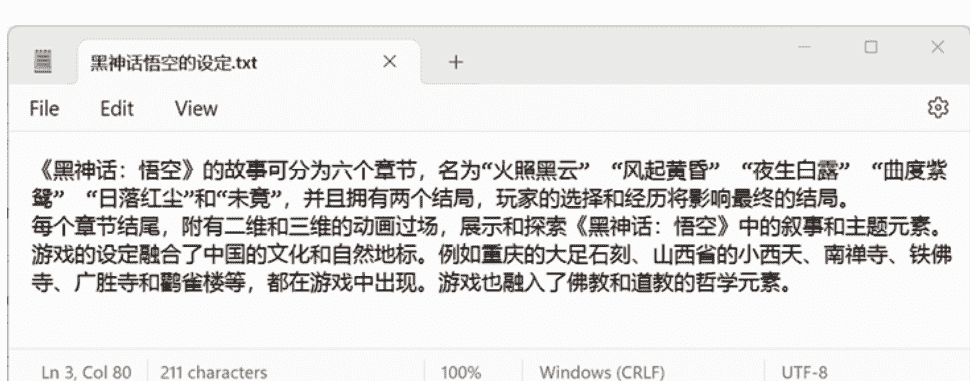 黑神话悟空的设定.txt
File Edit View
《黑神话：悟空》的故事可分为六个章节，名为“火照黑云” “风起黄昏” “夜生白露” “曲度紫
鸳” “日落红尘”和“未竟”，并且拥有两个结局，玩家的选择和经历将影响最终的结局。
每个章节结尾，附有二维和三维的动画过场，展示和探索《黑神话：悟空》中的叙事和主题元素。
游戏的设定融合了中国的文化和自然地标。例如重庆的大足石刻、山西省的小西天、南禅寺、铁佛
寺、广胜寺和鹳雀楼等，都在游戏中出现。游戏也融入了佛教和道教的哲学元素。
Ln 3, Col 80 211 characters 100% Windows (CRLF) UTF-8